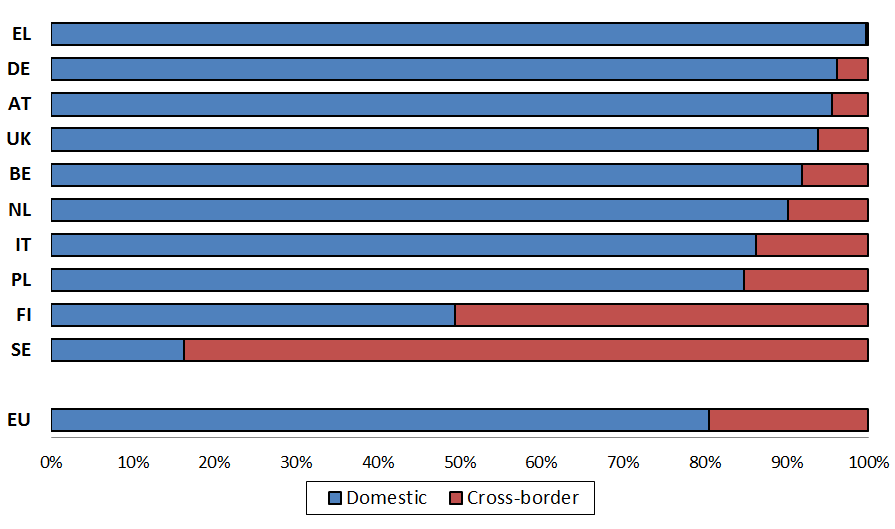 EL
DE
AT
UK
BE
NL
IT
PL
FI
SE
EU
0% 10% 20% 30% 40% 50% 60% 70% 80% 90% 100%
Domestic Cross-border